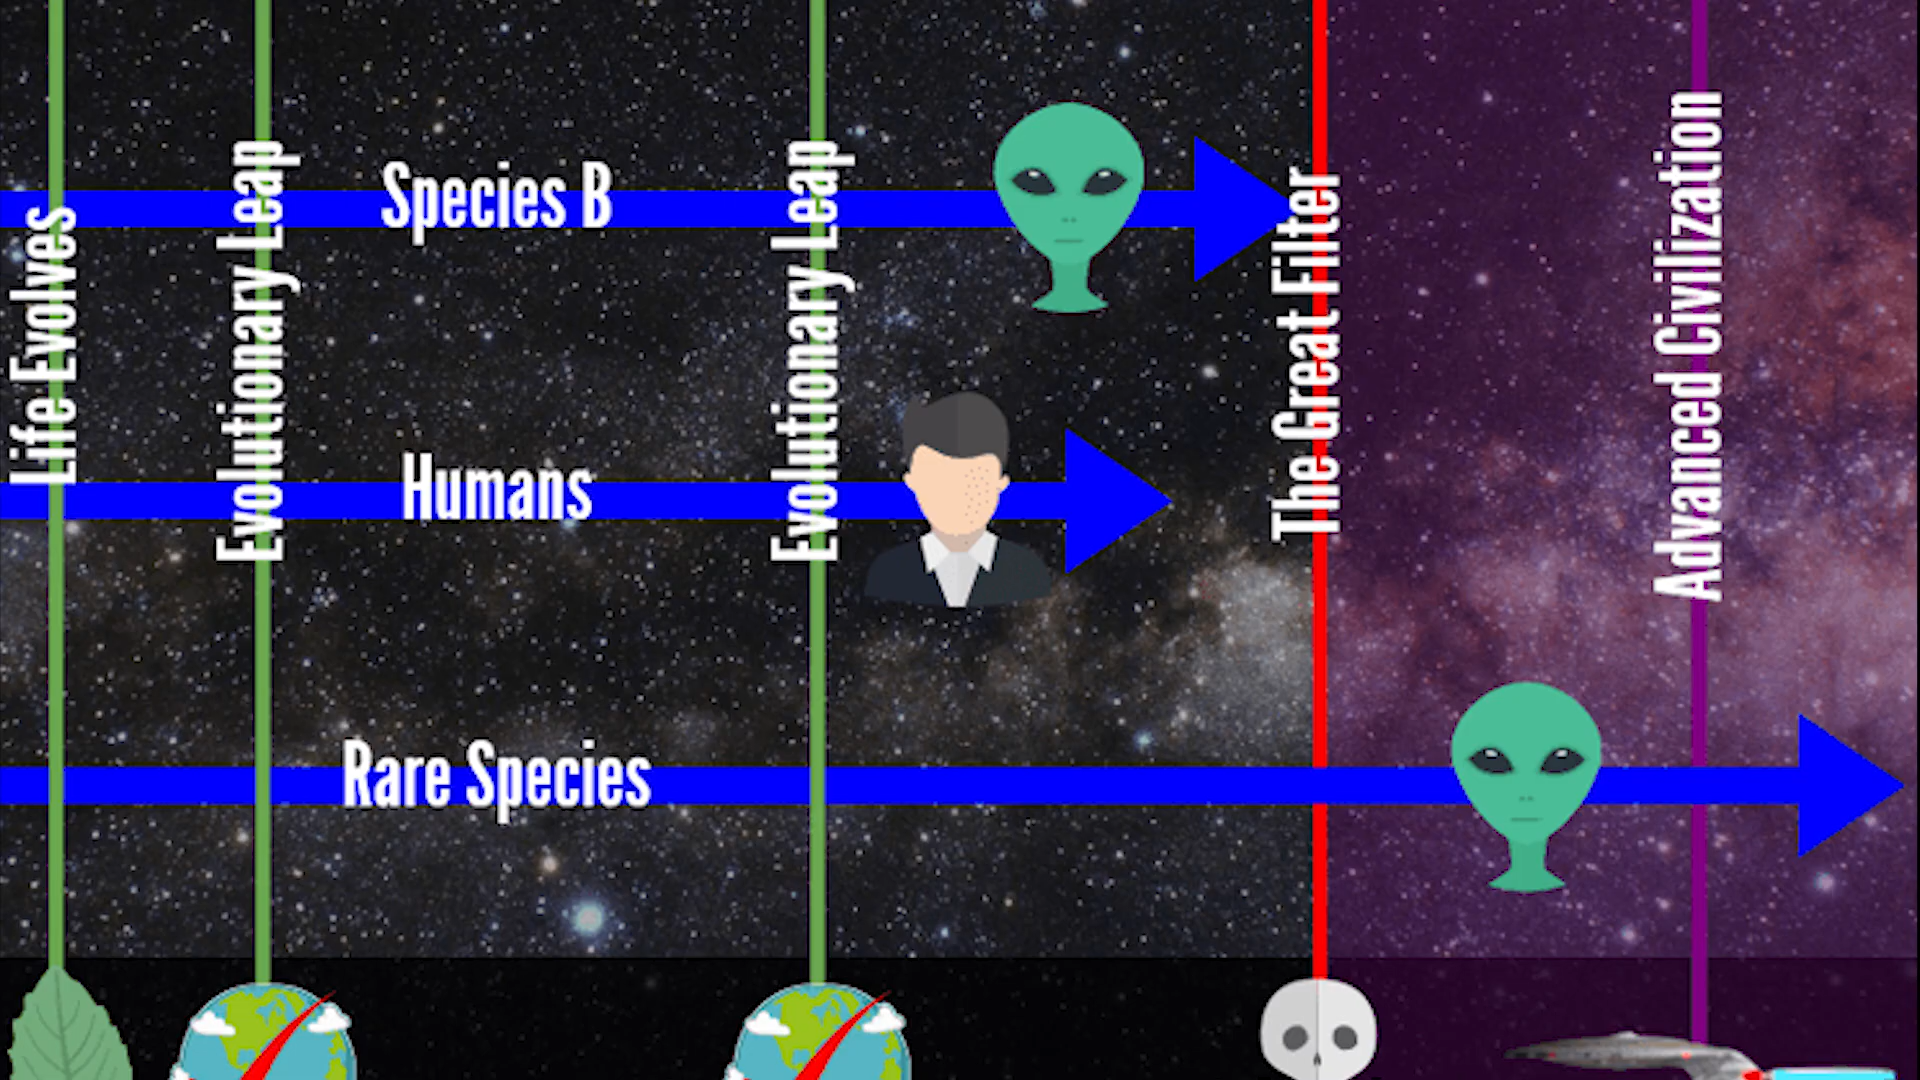 Life Evolves
Evolutionary Leap
Species B
Humans
Rare Species
Evolutionary Leap
The Great Filter
Advanced Civilization